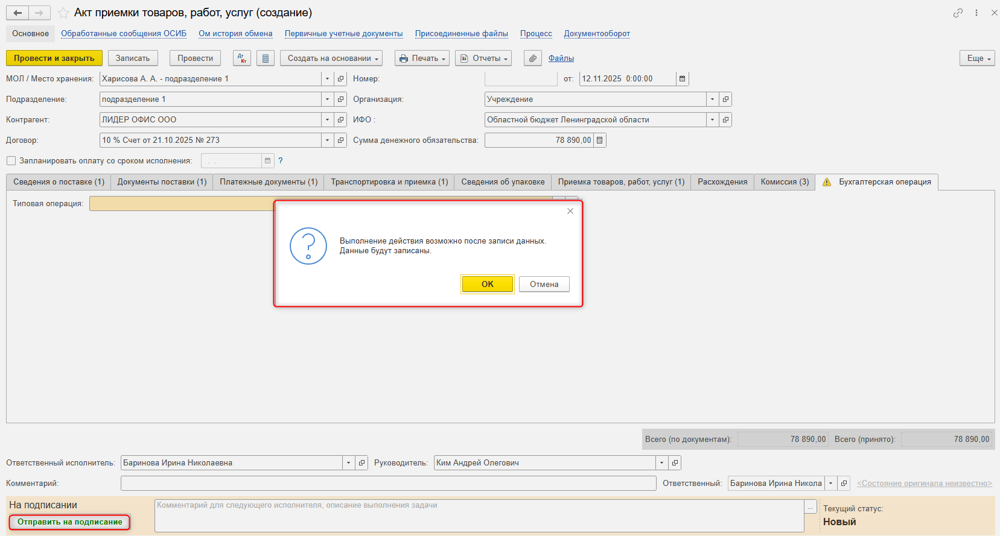 Акт приемки товаров, работ, услуг (создание)
Основное Обработанные сообщения ОСИБ Ом история обмена Первичные учетные документы Присоединенные файлы Процесс Документооборот
Провести и закрыть Записать Провести Дт Кт Создать на основании Печать Отчеты Файлы Еще
МОЛ / Место хранения: Харисова А. А. - подразделение 1 Номер: от: 12.11.2025 0:00:00
Подразделение: подразделение 1 Организация: Учреждение
Контрагент: ЛИДЕР ОФИС ООО ИФО : Областной бюджет Ленинградской области
Договор: 10 % Счет от 21.10.2025 № 273 Сумма денежного обязательства: 78 890,00
Запланировать оплату со сроком исполнения: . . ?
Сведения о поставке (1) Документы поставки (1) Платежные документы (1) Транспортировка и приемка (1) Сведения об упаковке Приемка товаров, работ, услуг (1) Расхождения Комиссия (3) Бухгалтерская операция
Типовая операция:
Выполнение действия возможно после записи данных.
Данные будут записаны.
ОК Отмена
Всего (по документам): 78 890,00 Всего (принято): 78 890,00
Ответственный исполнитель: Баринова Ирина Николаевна Руководитель: Ким Андрей Олегович
Комментарий: Ответственный: Баринова Ирина Никола <Состояние оригинала неизвестно>
На подписании Комментарий для следующего исполнителя, описание выполнения задачи ... Текущий статус:
Отправить на подписание Новый